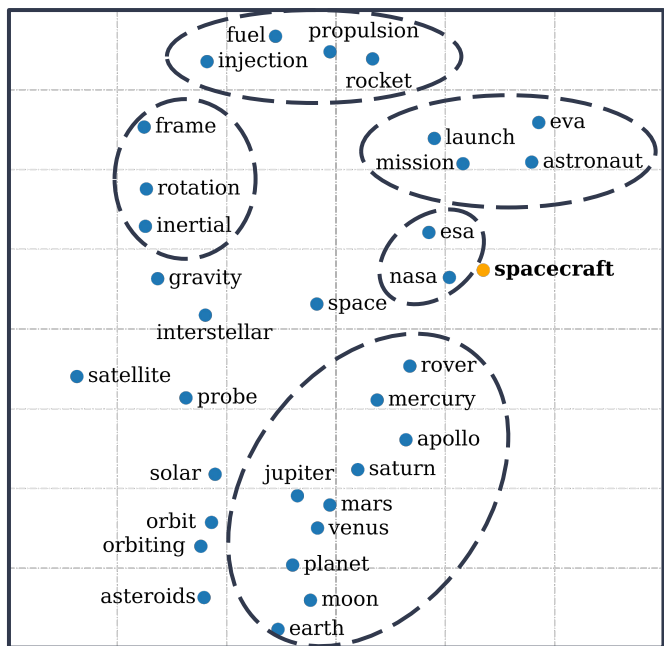 fuel
propulsion
injection
rocket
frame
eva
launch
mission
astronaut
rotation
inertial
esa
nasa
spacecraft
gravity
space
interstellar
rover
satellite
probe
mercury
apollo
solar
jupiter
saturn
mars
orbit
venus
orbiting
planet
asteroids
moon
earth